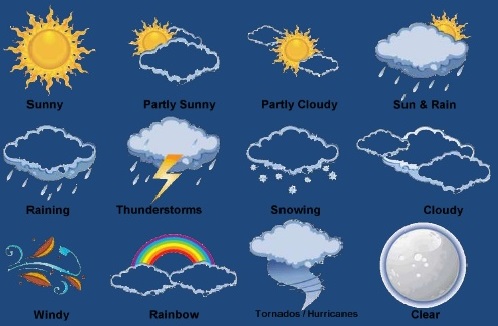 Sunny
Partly Sunny
Partly Cloudy
Sun & Rain
Raining
Thunderstorms
Snowing
Cloudy
Windy
Rainbow
Tornados / Hurricanes
Clear